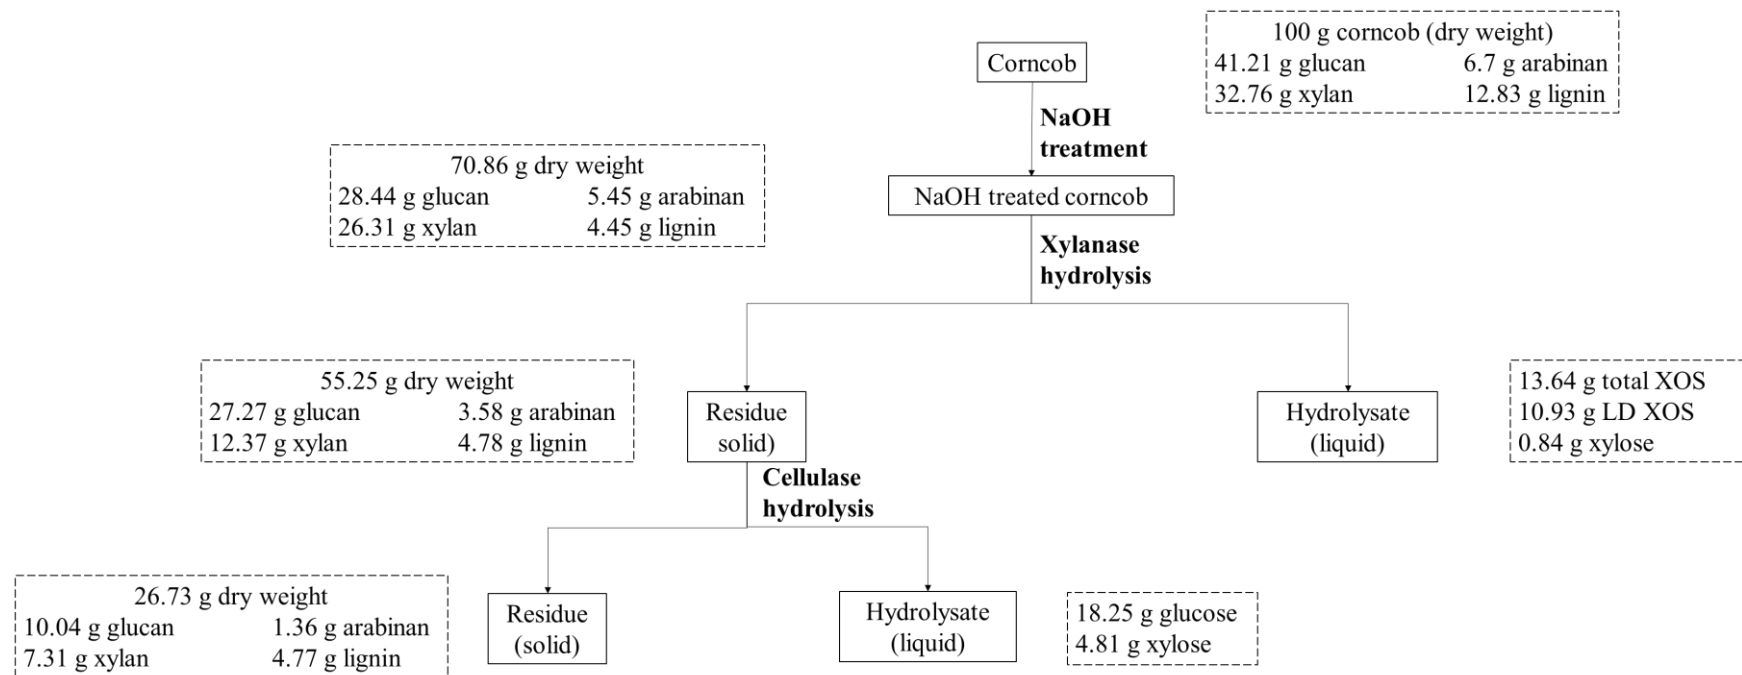 100 g corncob (dry weight)
41.21 g glucan 6.7 g arabinan
32.76 g xylan 12.83 g lignin
Corncob
NaOH
treatment
70.86 g dry weight
28.44 g glucan 5.45 g arabinan
26.31 g xylan 4.45 g lignin
NaOH treated corncob
Xylanase
hydrolysis
55.25 g dry weight
27.27 g glucan 3.58 g arabinan
12.37 g xylan 4.78 g lignin
Residue
solid)
Hydrolysate
(liquid)
13.64 g total XOS
10.93 g LD XOS
0.84 g xylose
Cellulase
hydrolysis
26.73 g dry weight
10.04 g glucan 1.36 g arabinan
7.31 g xylan 4.77 g lignin
Residue
(solid)
Hydrolysate
(liquid)
18.25 g glucose
4.81 g xylose